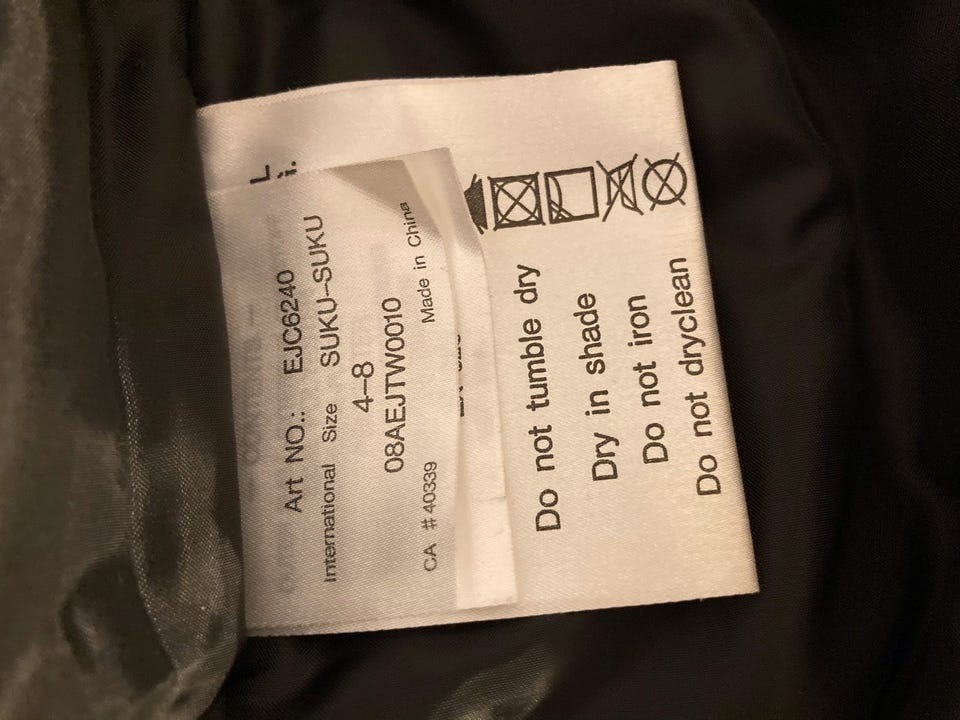 Art NO.: EJC6240
International Size SUKU-SUKU
4-8
08AEJTW0010
CA # 40339 Made in China
Do not tumble dry
Dry in shade
Do not iron
Do not dryclean